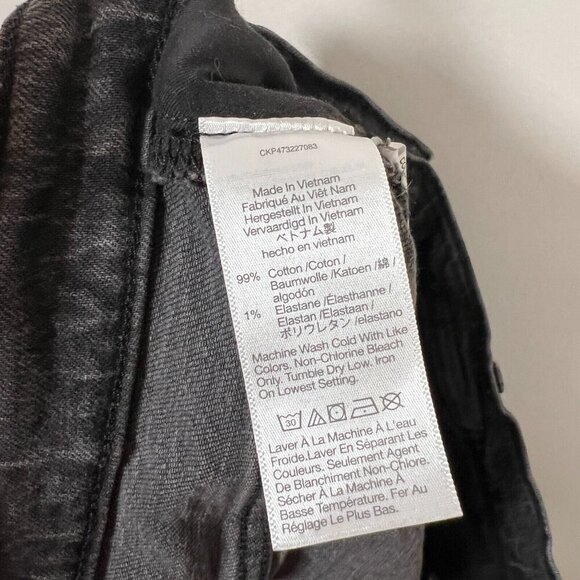 CKP473227083
Made In Vietnam
Fabriqué Au Viêt Nam
Hergestellt In Vietnam
Vervaardigd In Vietnam
ベトナム製
hecho en vietnam
99% Cotton /Coton /
Baumwolle /Katoen /綿 /
algodón
1% Elastane /Élasthanne /
Elastan /Elastaan /
ポリウレタン /elastano
Machine Wash Cold With Like
Colors. Non-Chlorine Bleach
Only. Tumble Dry Low. Iron
On Lowest Setting.
30
Laver À La Machine À L'eau
Froide.Laver En Séparant Les
Couleurs. Seulement Agent
De Blanchiment Non-Chlore.
Sécher À La Machine À
Basse Température. Fer Au
Réglage Le Plus Bas.